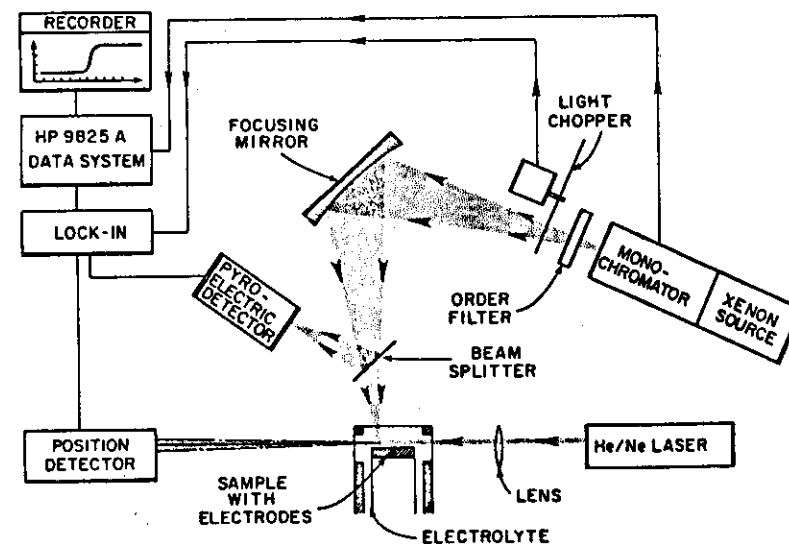 RECORDER
HP 9825 A
DATA SYSTEM
LOCK-IN
FOCUSING
MIRROR
LIGHT
CHOPPER
PYRO-
ELECTRIC
DETECTOR
ORDER
FILTER
MONO-
CHROMATOR
XENON
SOURCE
BEAM
SPLITTER
POSITION
DETECTOR
He/Ne LASER
SAMPLE
WITH
ELECTRODES
LENS
ELECTROLYTE